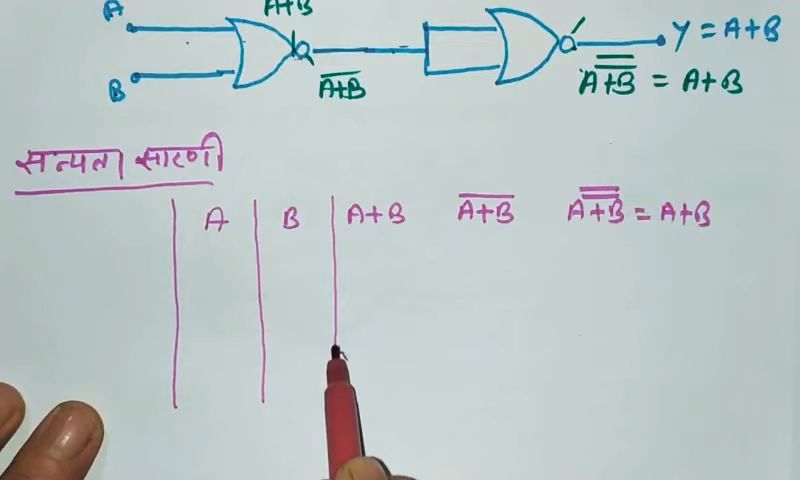 A+B
A
Y = A+B
B
A̅+̅B̅
A̿+̿B̿ = A+B
सत्यता सारणी
A B A+B A̅+̅B̅ A̿+̿B̿ = A+B